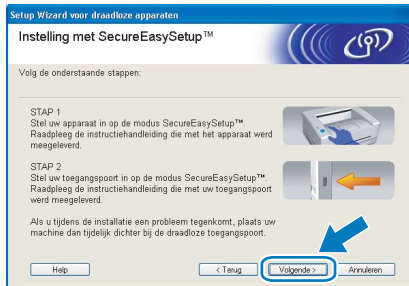 Setup Wizard voor draadloze apparaten
Instelling met SecureEasySetup™
Volg de onderstaande stappen:
STAP 1
Stel uw apparaat in op de modus SecureEasySetup™.
Raadpleeg de instructiehandleiding die met het apparaat werd
meegeleverd.
STAP 2
Stel uw toegangspoort in op de modus SecureEasySetup™.
Raadpleeg de instructiehandleiding die met uw toegangspoort
werd meegeleverd.
Als u tijdens de installatie een probleem tegenkomt, plaats uw
machine dan tijdelijk dichter bij de draadloze toegangspoort.
Help
< Terug
Volgende >
Annuleren